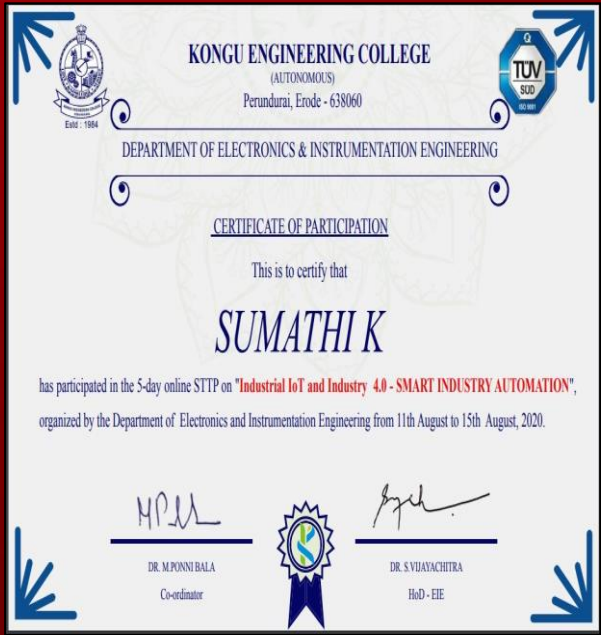 KONGU ENGINEERING COLLEGE
(AUTONOMOUS)
Perundurai, Erode - 638060
Estd : 1984
TÜV
SÜD
ISO 9001
DEPARTMENT OF ELECTRONICS & INSTRUMENTATION ENGINEERING
CERTIFICATE OF PARTICIPATION
This is to certify that
SUMATHI K
has participated in the 5-day online STTP on "Industrial IoT and Industry 4.0 - SMART INDUSTRY AUTOMATION",
organized by the Department of Electronics and Instrumentation Engineering from 11th August to 15th August, 2020.
DR. M.PONNI BALA
Co-ordinator
DR. S.VIJAYACHITRA
HoD - EIE